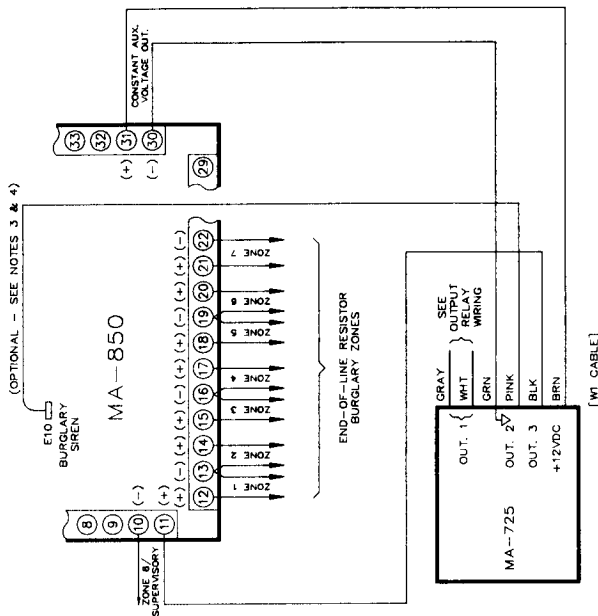 (OPTIONAL – SEE NOTES 3 & 4)
E10
BURGLARY
SIREN
MA–850
CONSTANT AUX.
VOLTAGE OUT.
33
32
31
30
(+)
(–)
29
8
9
10
11
(–)
(+)
ZONE 8/
SUPERVISORY
(+) (–) (+) (+) (–) (+) (+) (–) (+) (+) (–)
12 13 14 15 16 17 18 19 20 21 22
ZONE 1
ZONE 2
ZONE 3
ZONE 4
ZONE 5
ZONE 6
ZONE 7
END–OF–LINE RESISTOR
BURGLARY ZONES
SEE
OUTPUT
RELAY
WIRING
GRAY
WHT
GRN
PINK
BLK
BRN
OUT. 1
OUT. 2
OUT. 3
+12VDC
MA–725
[W1 CABLE]